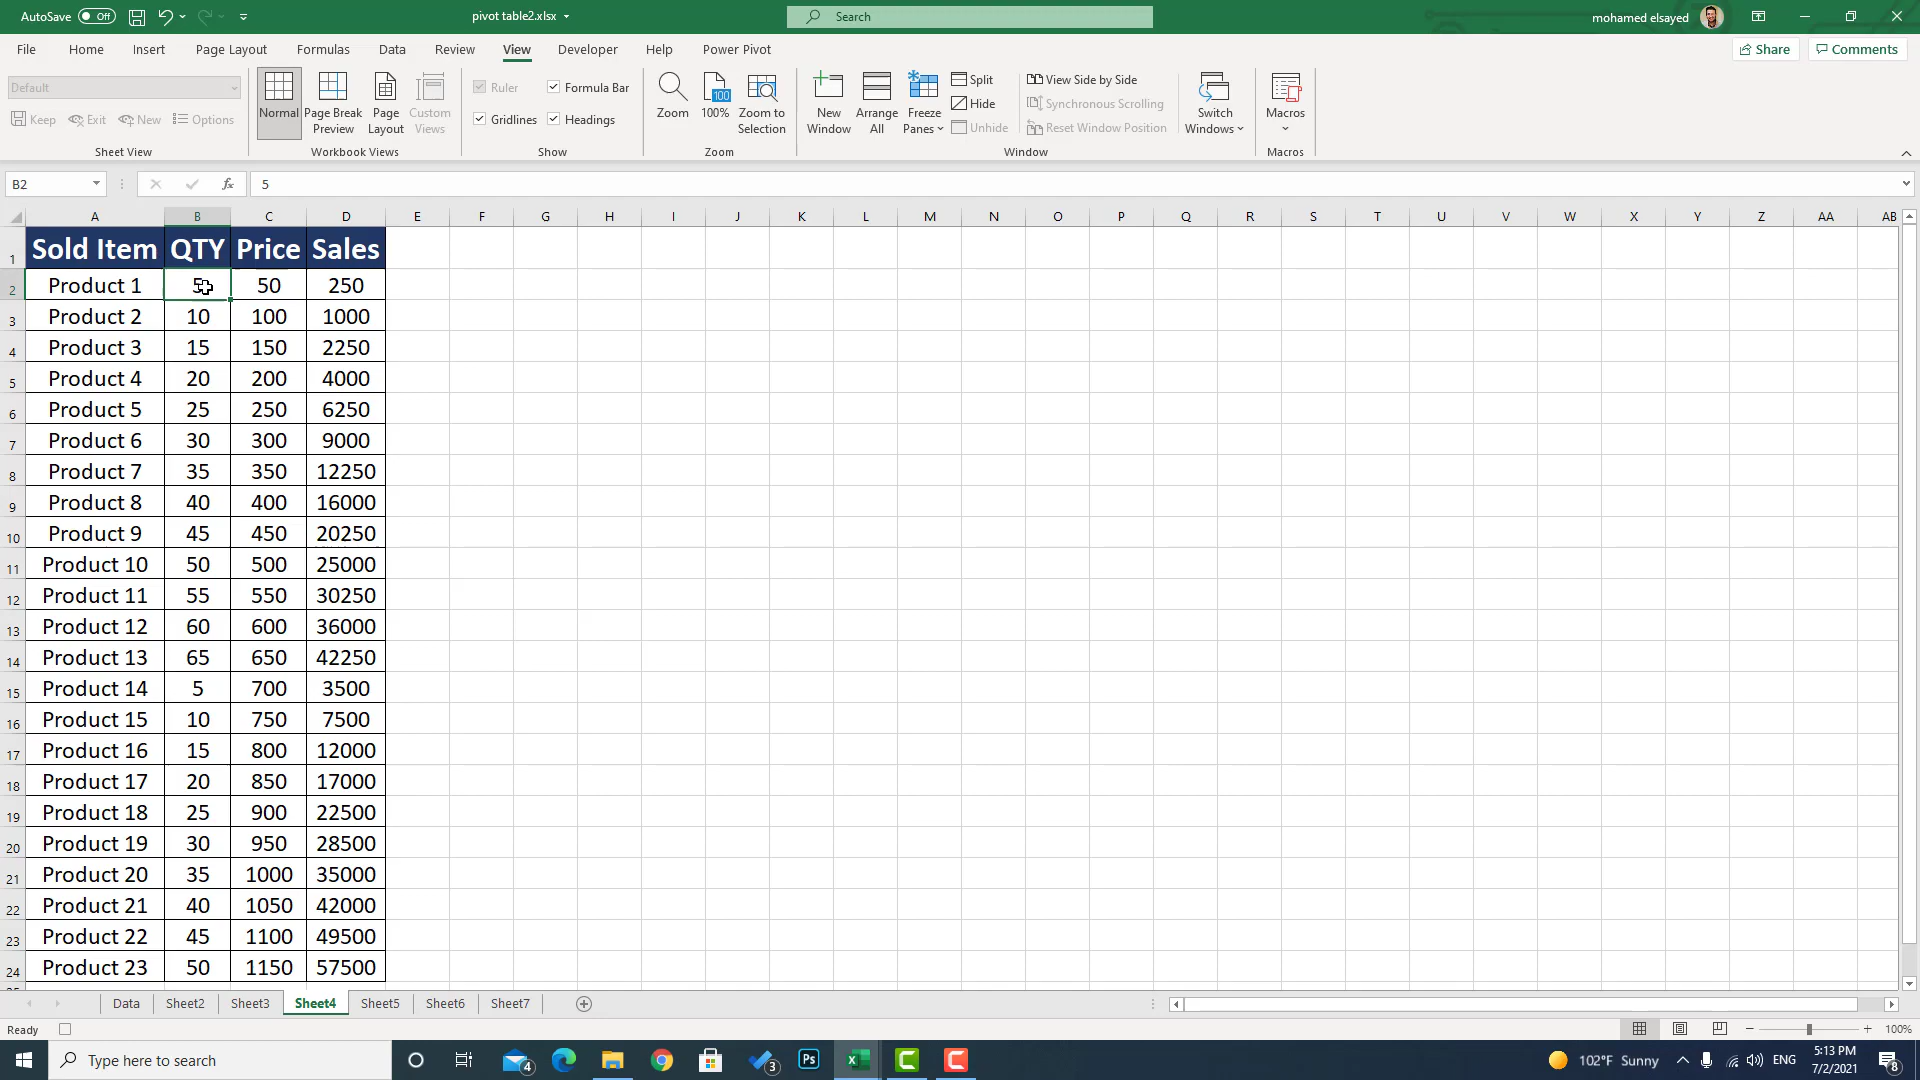 AutoSave Off pivot table2.xlsx Search mohamed elsayed
File Home Insert Page Layout Formulas Data Review View Developer Help Power Pivot Share Comments
Default
Keep Exit New Options
Sheet View
Normal Page Break Preview Page Layout Custom Views
Workbook Views
Ruler Formula Bar
Gridlines Headings
Show
Zoom 100 100% Zoom to Selection
Zoom
New Window Arrange All Freeze Panes
Split View Side by Side
Hide Synchronous Scrolling
Unhide Reset Window Position
Switch Windows
Window
Macros
Macros
B2 fx 5
A B C D E F G H I J K L M N O P Q R S T U V W X Y Z AA AB
1 Sold Item QTY Price Sales
2 Product 1 5 50 250
3 Product 2 10 100 1000
4 Product 3 15 150 2250
5 Product 4 20 200 4000
6 Product 5 25 250 6250
7 Product 6 30 300 9000
8 Product 7 35 350 12250
9 Product 8 40 400 16000
10 Product 9 45 450 20250
11 Product 10 50 500 25000
12 Product 11 55 550 30250
13 Product 12 60 600 36000
14 Product 13 65 650 42250
15 Product 14 5 700 3500
16 Product 15 10 750 7500
17 Product 16 15 800 12000
18 Product 17 20 850 17000
19 Product 18 25 900 22500
20 Product 19 30 950 28500
21 Product 20 35 1000 35000
22 Product 21 40 1050 42000
23 Product 22 45 1100 49500
24 Product 23 50 1150 57500
Data Sheet2 Sheet3 Sheet4 Sheet5 Sheet6 Sheet7
Ready 100%
Type here to search 4 3 Ps 102°F Sunny ENG 5:13 PM 8
7/2/2021